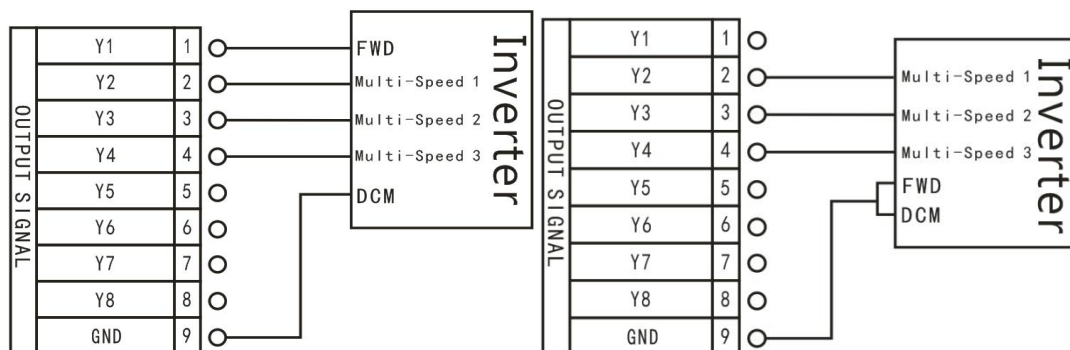 OUTPUT SIGNAL
Y1 1
Y2 2
Y3 3
Y4 4
Y5 5
Y6 6
Y7 7
Y8 8
GND 9
FWD
Multi-Speed 1
Multi-Speed 2
Multi-Speed 3
DCM
Inverter
OUTPUT SIGNAL
Y1 1
Y2 2
Y3 3
Y4 4
Y5 5
Y6 6
Y7 7
Y8 8
GND 9
Multi-Speed 1
Multi-Speed 2
Multi-Speed 3
FWD
DCM
Inverter